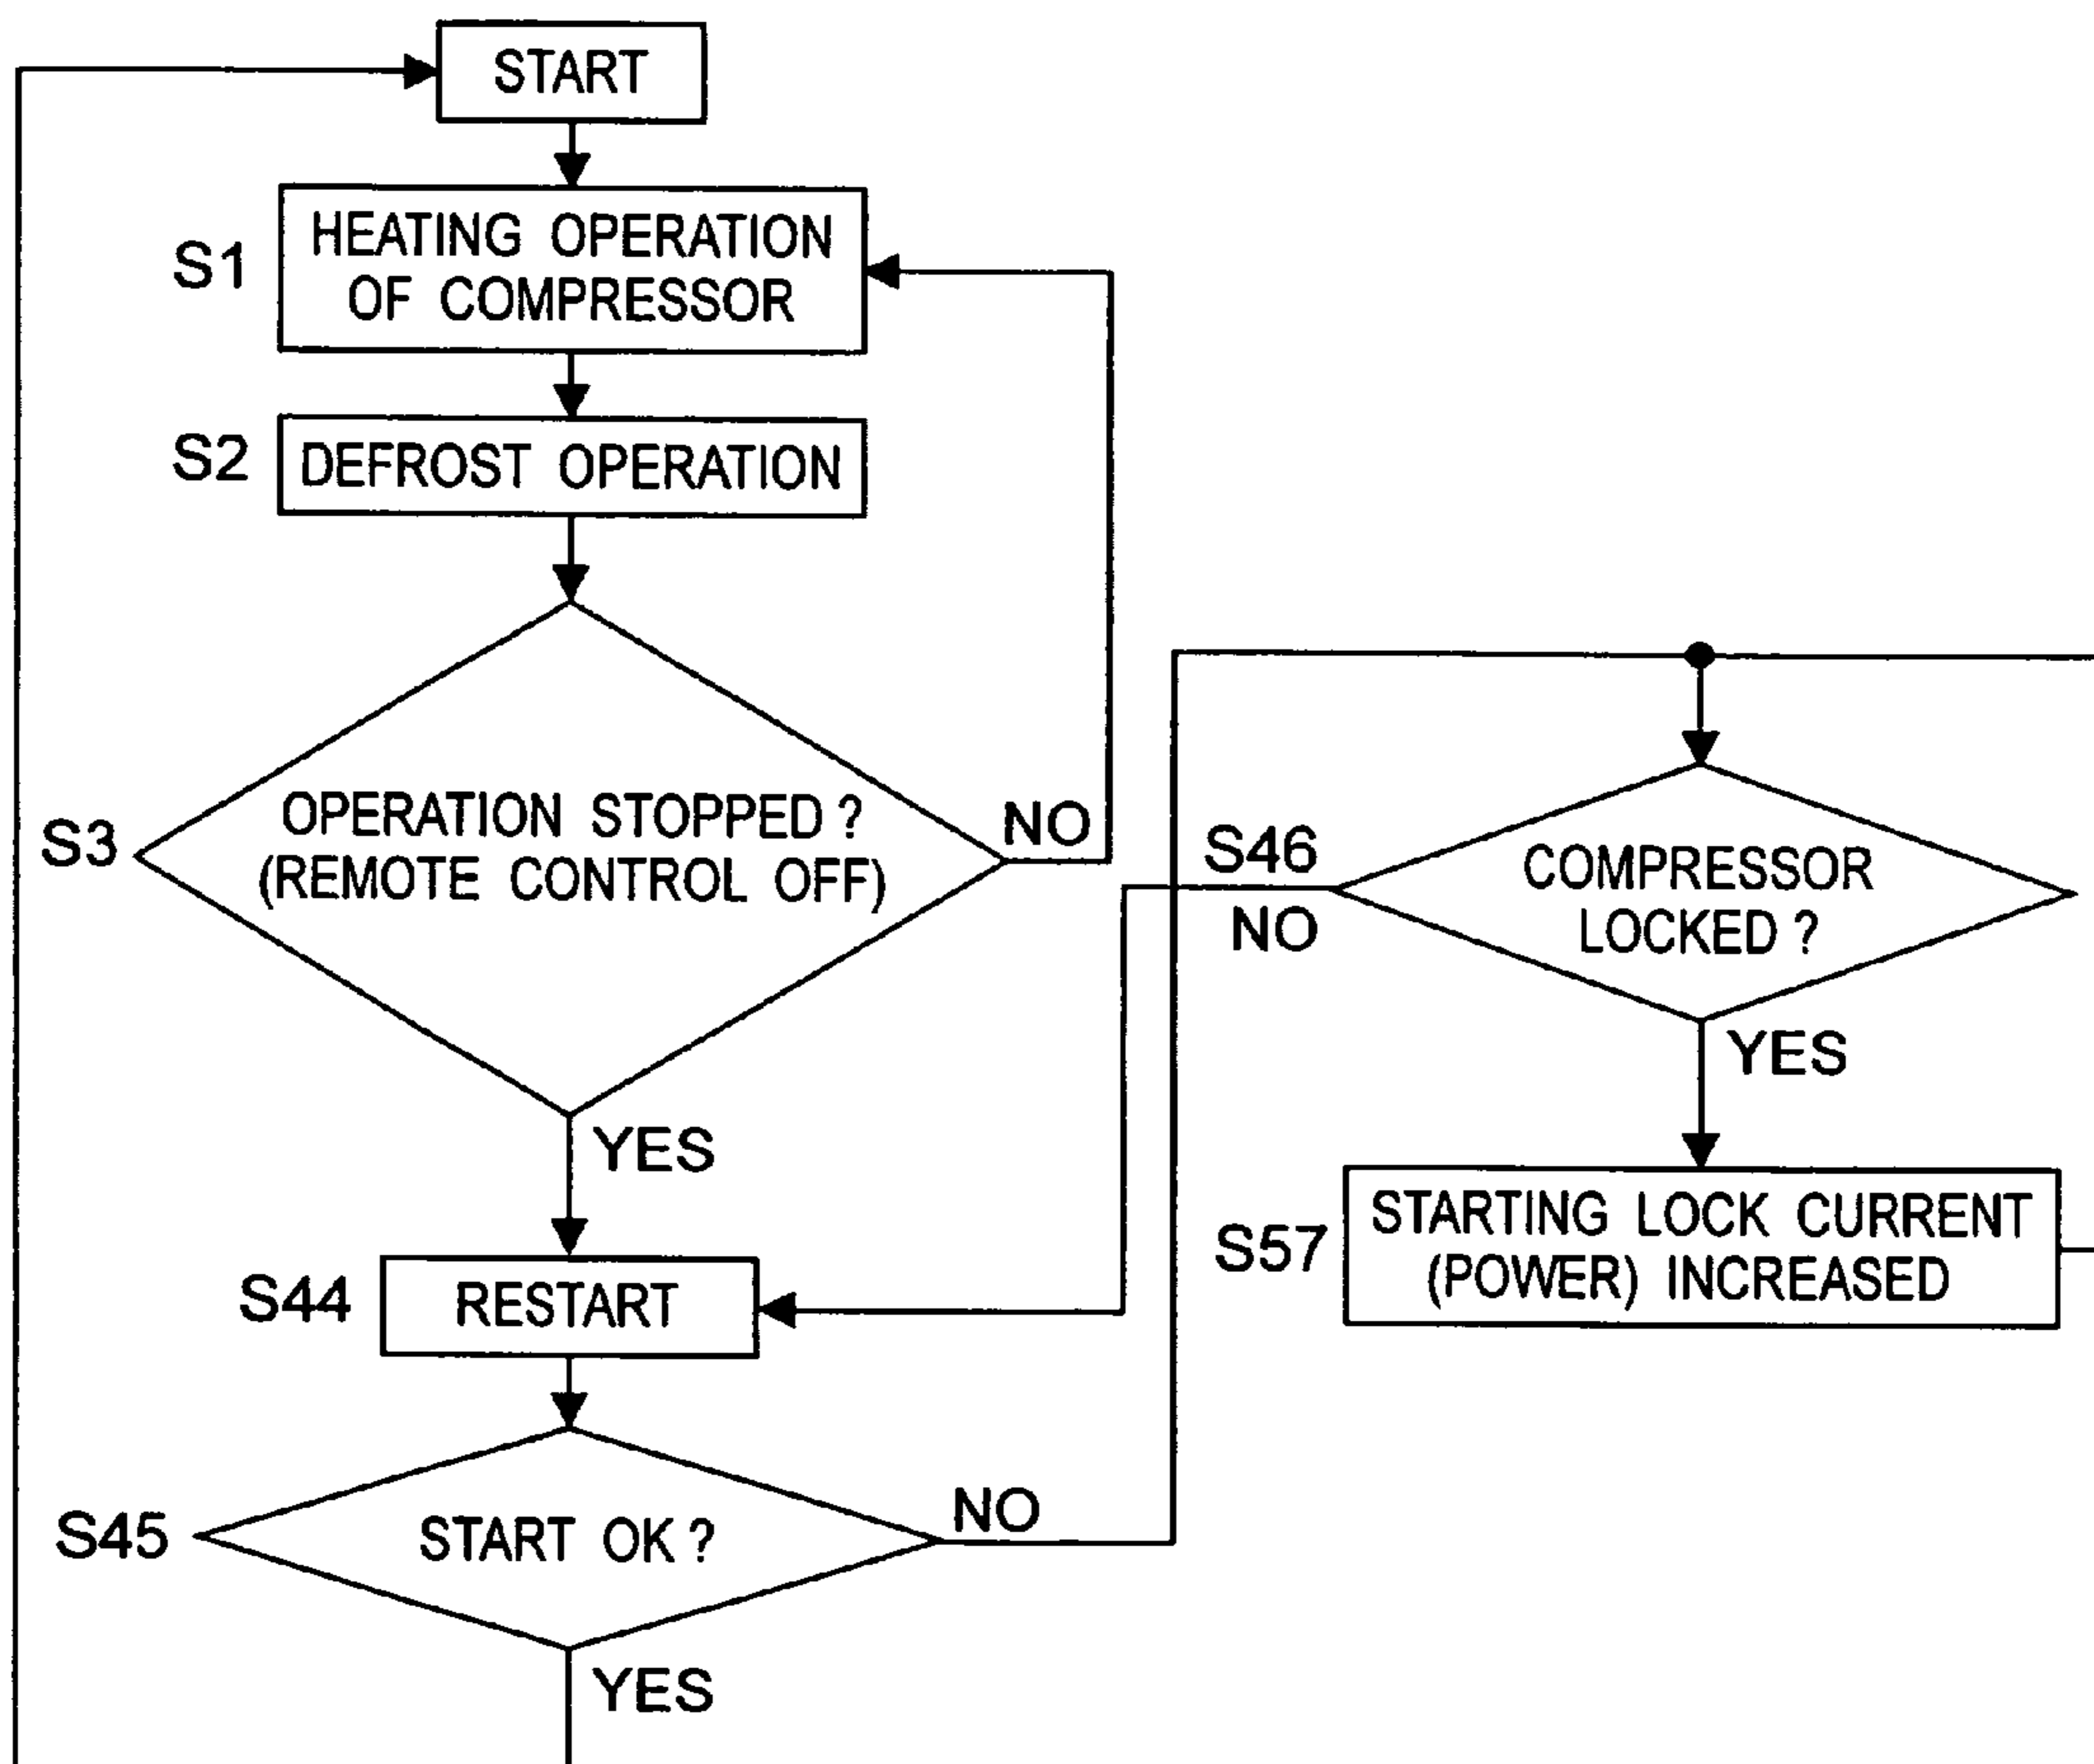 START
S1
HEATING OPERATION
OF COMPRESSOR
S2
DEFROST OPERATION
S3
OPERATION STOPPED ?
(REMOTE CONTROL OFF)
NO
YES
S44
RESTART
S45
START OK ?
NO
YES
S46
NO
COMPRESSOR
LOCKED ?
YES
S57
STARTING LOCK CURRENT
(POWER) INCREASED